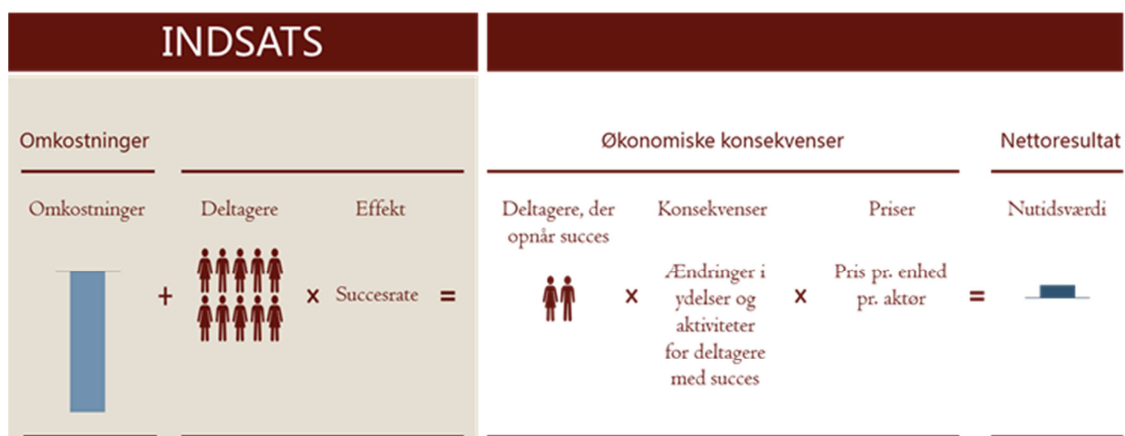 INDSATS
Omkostninger
Økonomiske konsekvenser
Nettoresultat
Omkostninger
Deltagere
Effekt
Deltagere, der
opnår succes
Konsekvenser
Priser
Nutidsværdi
+
x
Succesrate
=
x
Ændringer i
ydelser og
aktiviteter
for deltagere
med succes
x
Pris pr. enhed
pr. aktør
=